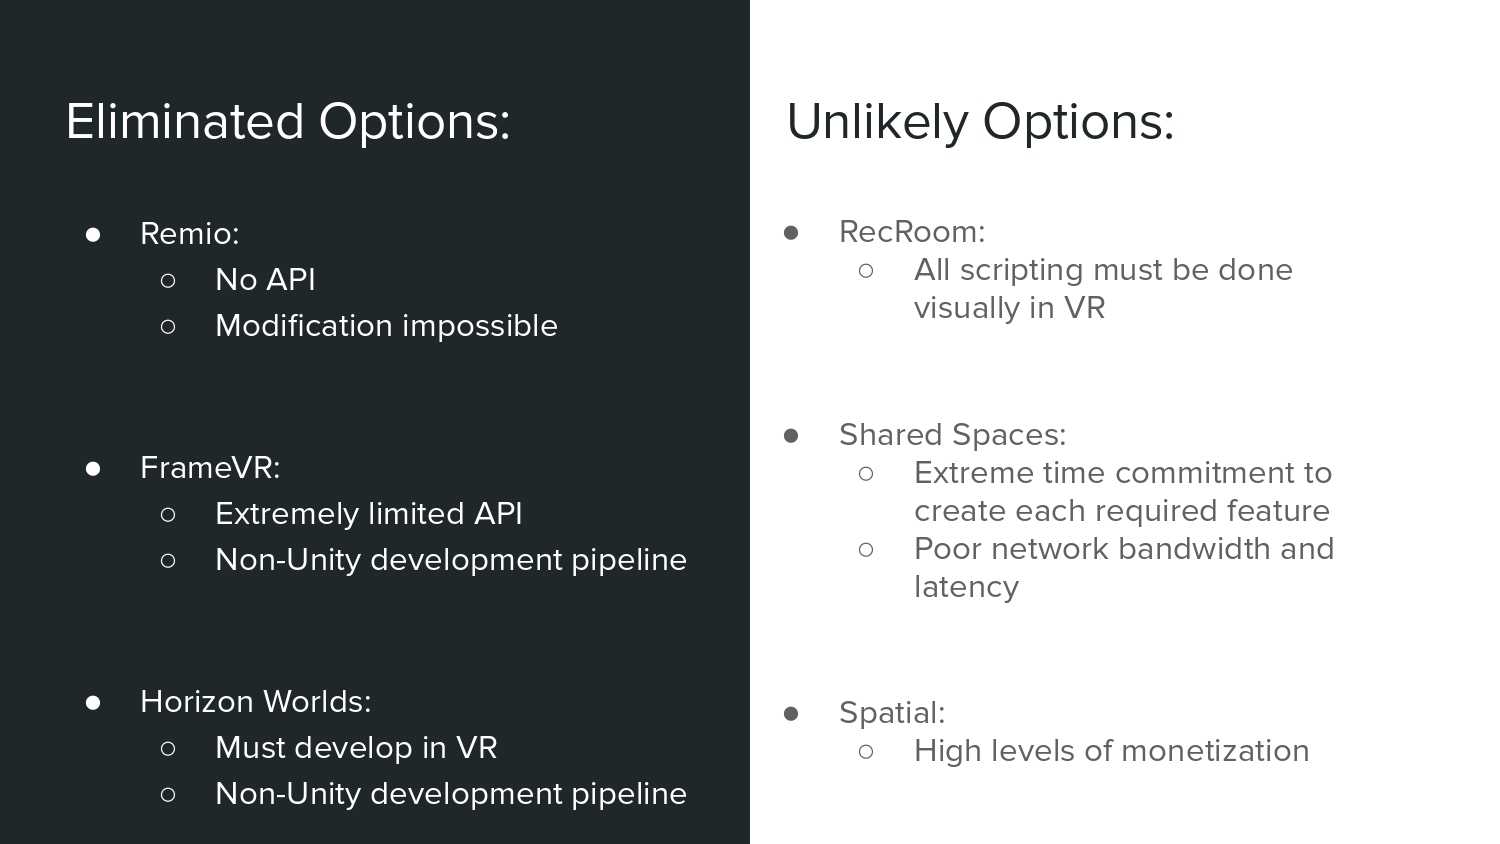 Eliminated Options:
● Remio:
○ No API
○ Modification impossible
● FrameVR:
○ Extremely limited API
○ Non-Unity development pipeline
● Horizon Worlds:
○ Must develop in VR
○ Non-Unity development pipeline
Unlikely Options:
● RecRoom:
○ All scripting must be done
visually in VR
● Shared Spaces:
○ Extreme time commitment to
create each required feature
○ Poor network bandwidth and
latency
● Spatial:
○ High levels of monetization